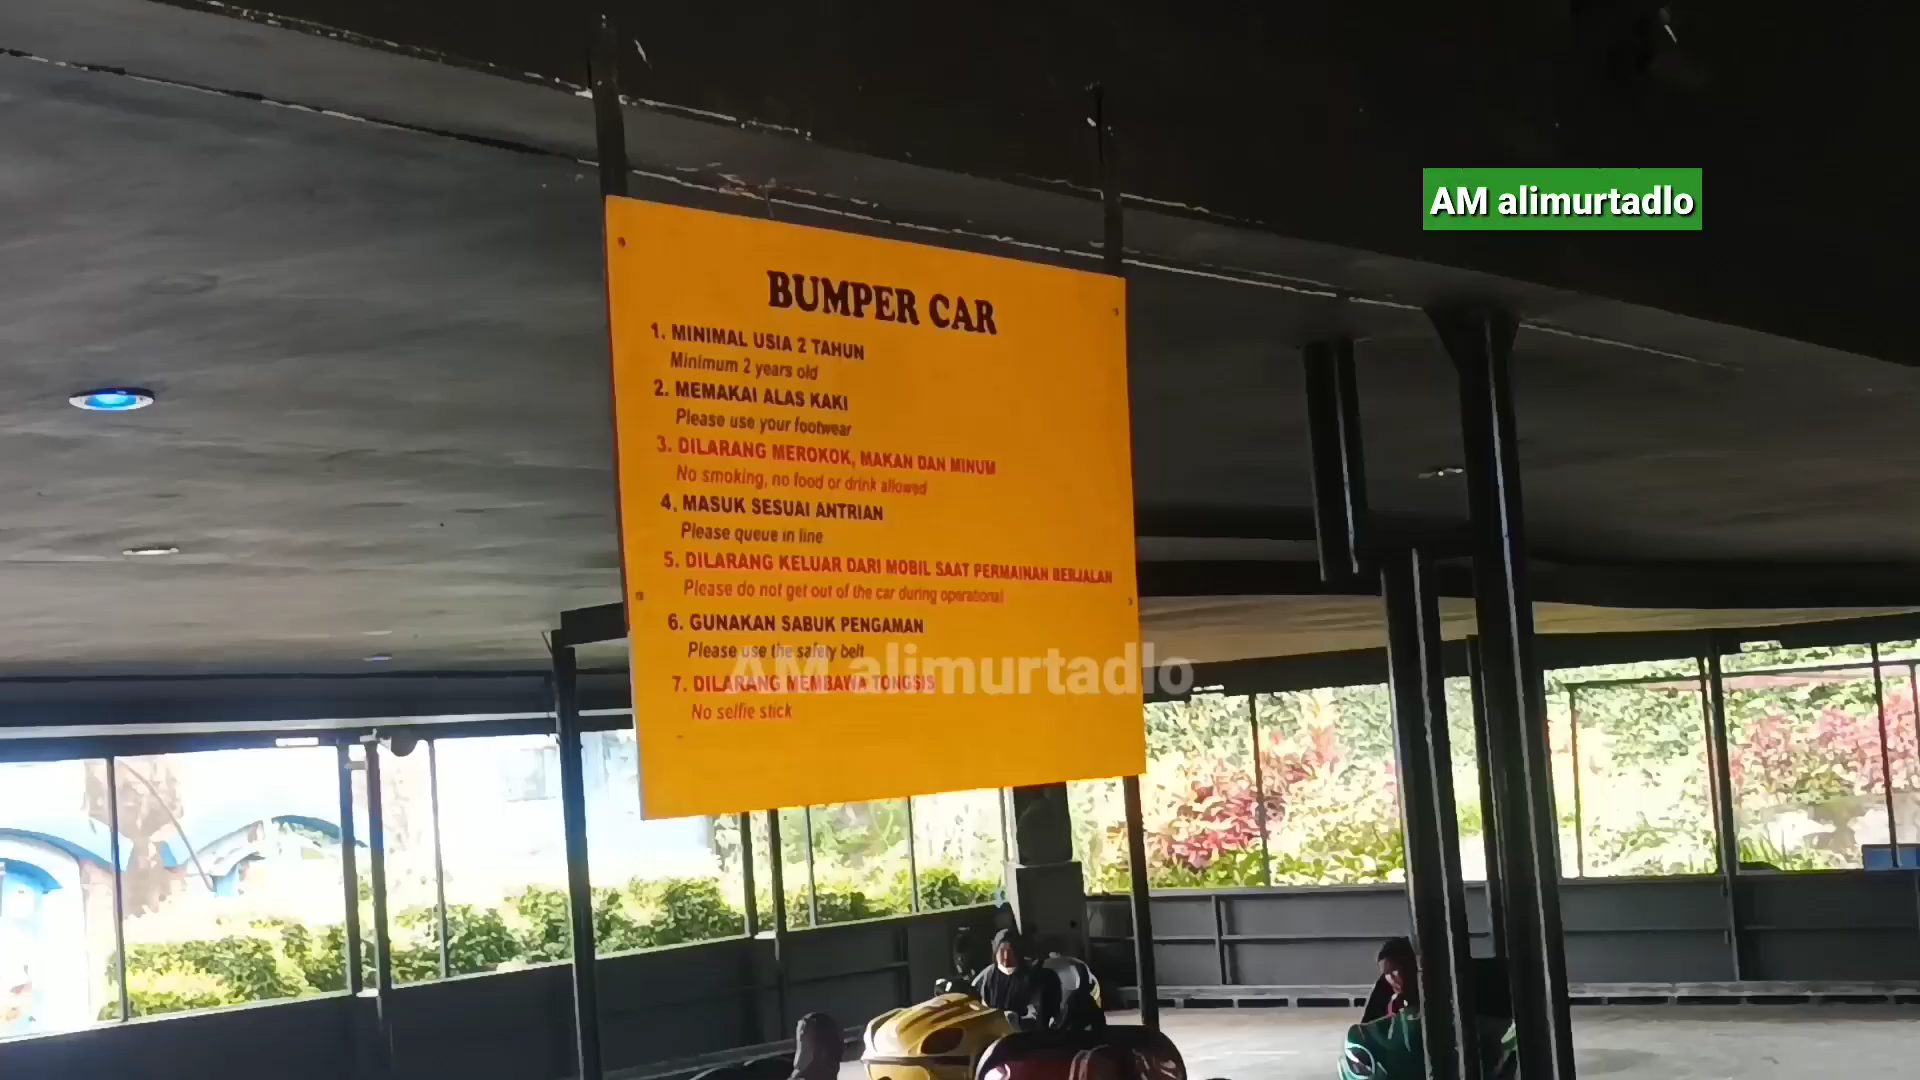 AM alimurtadlo
BUMPER CAR
1. MINIMAL USIA 2 TAHUN
Minimum 2 years old
2. MEMAKAI ALAS KAKI
Please use your footwear
3. DILARANG MEROKOK, MAKAN DAN MINUM
No smoking, no food or drink allowed
4. MASUK SESUAI ANTRIAN
Please queue in line
5. DILARANG KELUAR DARI MOBIL SAAT PERMAINAN BERJALAN
Please do not get out of the car during operational
6. GUNAKAN SABUK PENGAMAN
Please use the safety belt
AM alimurtadlo
7. DILARANG MEMBAWA TONGSIS
No selfie stick